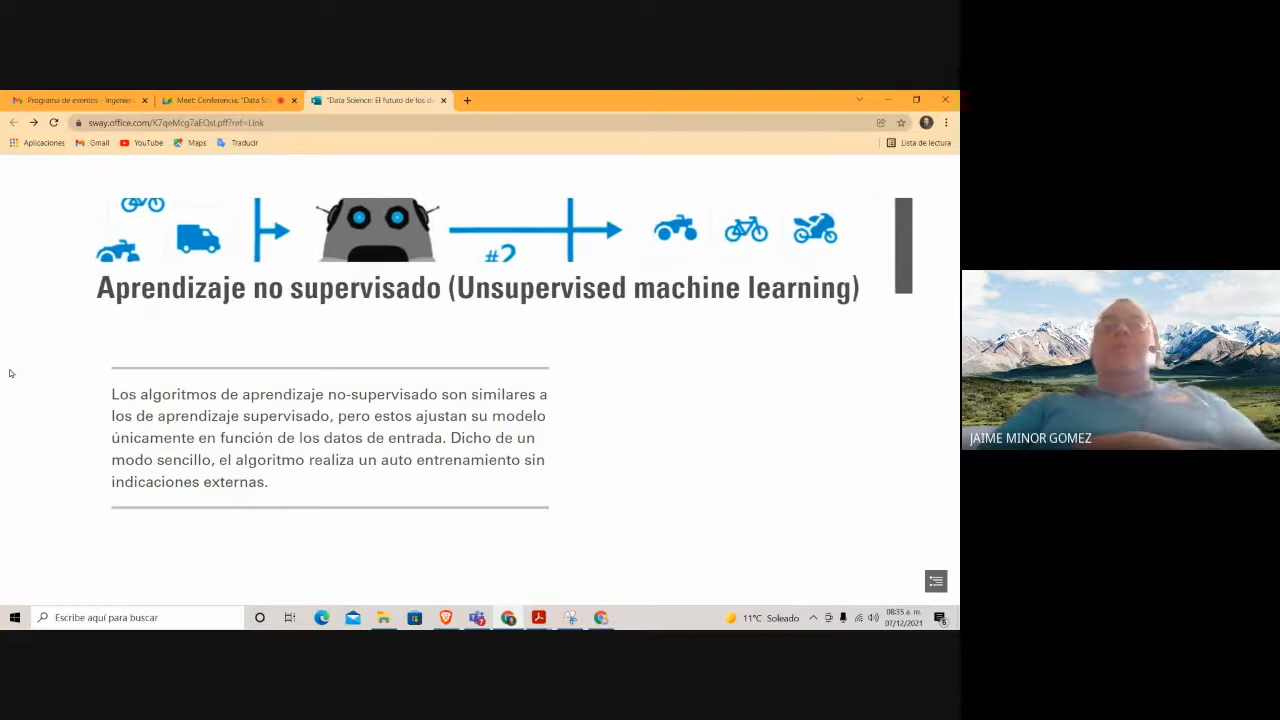 Programa de eventos - Ingenier
Meet: Conferencia: "Data Sc
"Data Science: El futuro de los da
sway.office.com/K7qeMcg7aEQsLpff?ref=Link
Aplicaciones
Gmail
YouTube
Maps
Traducir
Lista de lectura
#2
Aprendizaje no supervisado (Unsupervised machine learning)
Los algoritmos de aprendizaje no-supervisado son similares a
los de aprendizaje supervisado, pero estos ajustan su modelo
únicamente en función de los datos de entrada. Dicho de un
modo sencillo, el algoritmo realiza un auto entrenamiento sin
indicaciones externas.
JAIME MINOR GOMEZ
Escribe aquí para buscar
11°C Soleado
08:35 a. m.
07/12/2021